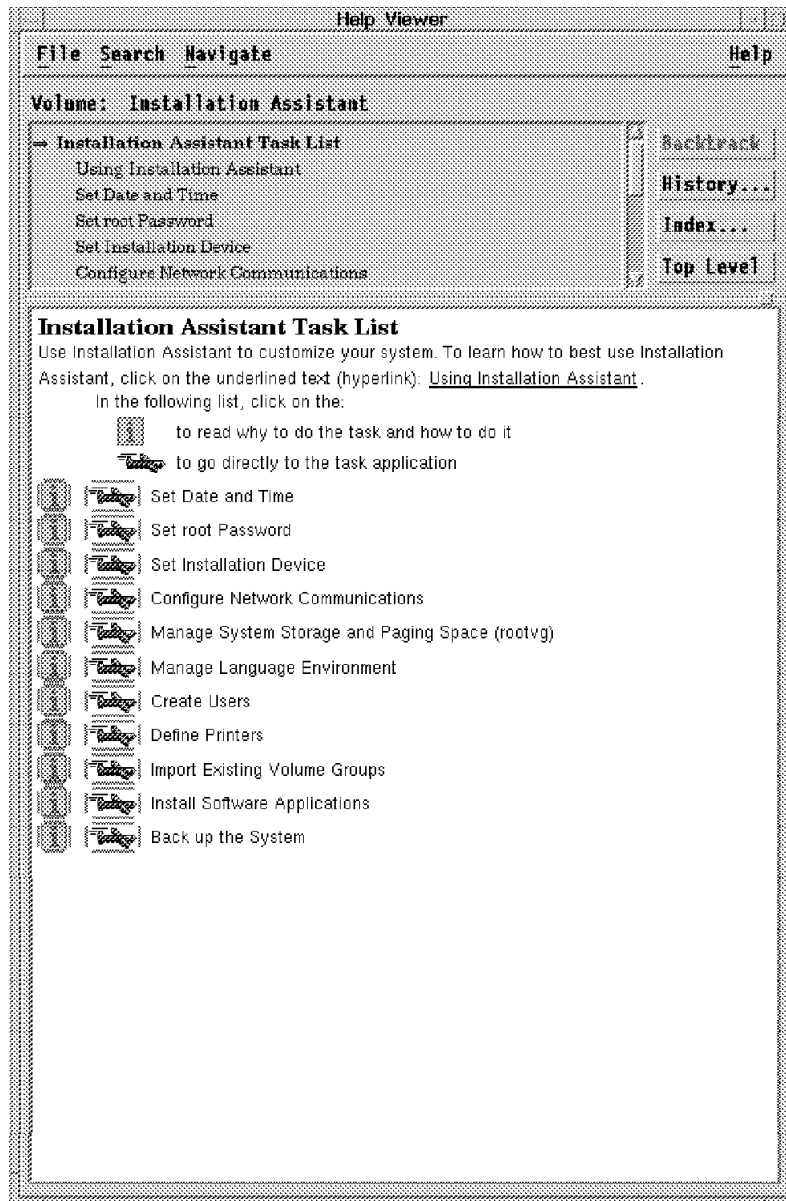 Help Viewer
File Search Navigate Help
Volume: Installation Assistant
⇒ Installation Assistant Task List
Using Installation Assistant
Set Date and Time
Set root Password
Set Installation Device
Configure Network Communications
Backtrack
History...
Index...
Top Level
Installation Assistant Task List
Use Installation Assistant to customize your system. To learn how to best use Installation
Assistant, click on the underlined text (hyperlink): Using Installation Assistant.
In the following list, click on the:
i to read why to do the task and how to do it
to go directly to the task application
i Set Date and Time
i Set root Password
i Set Installation Device
i Configure Network Communications
i Manage System Storage and Paging Space (rootvg)
i Manage Language Environment
i Create Users
i Define Printers
i Import Existing Volume Groups
i Install Software Applications
i Back up the System